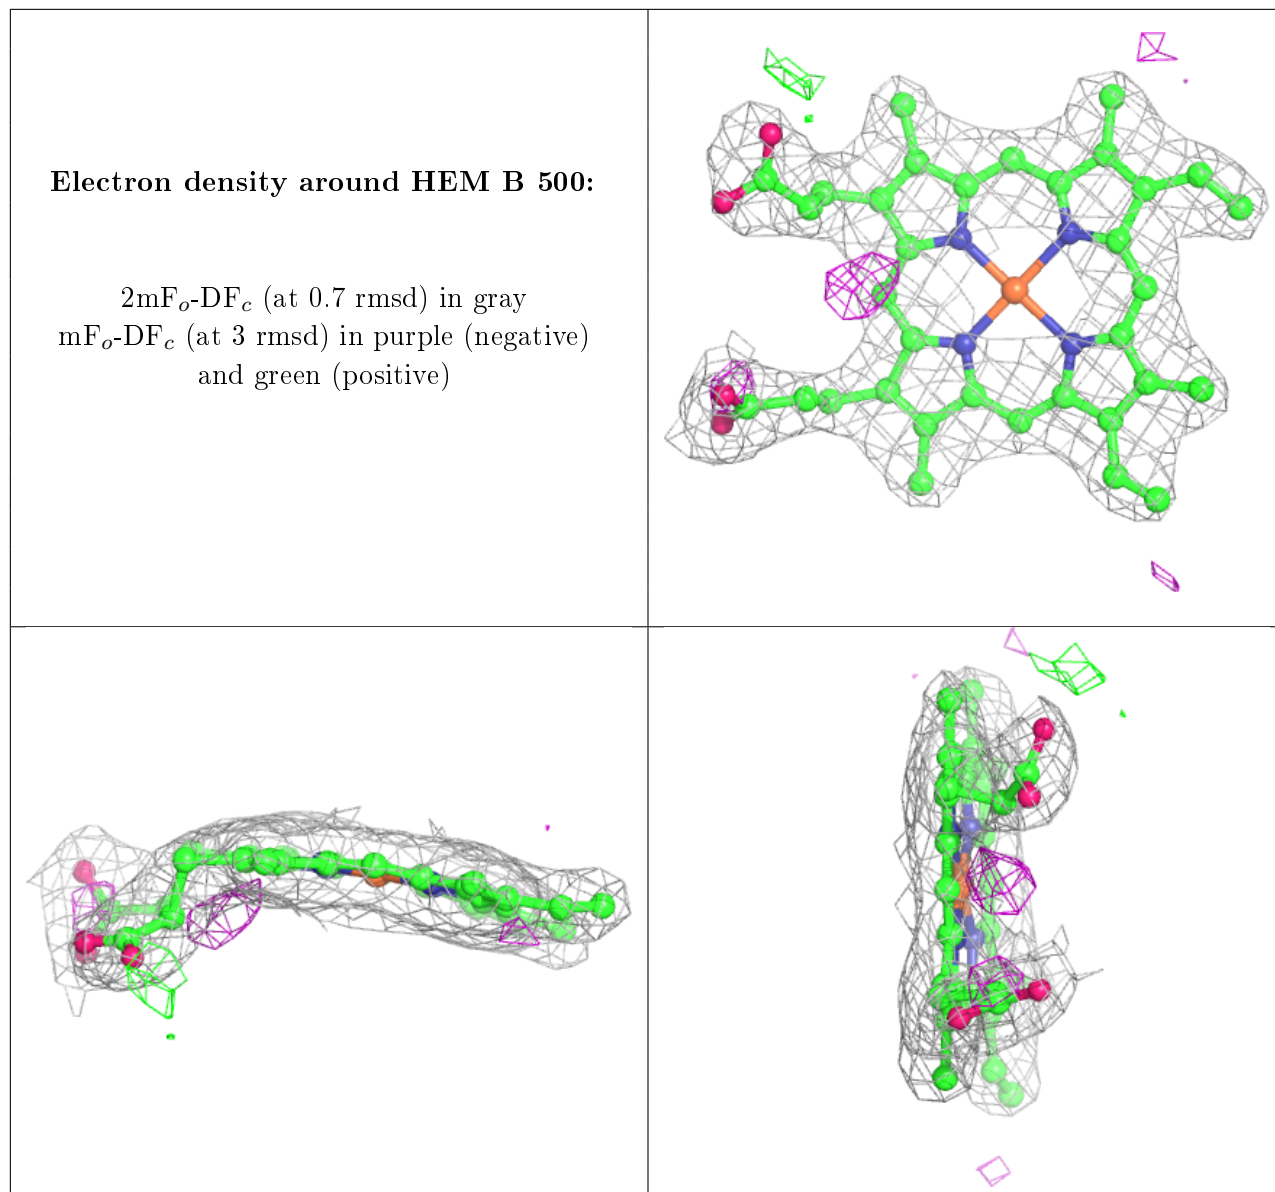 Electron density around HEM B 500:
2mFₒ-DF𝑐 (at 0.7 rmsd) in gray
mFₒ-DF𝑐 (at 3 rmsd) in purple (negative)
and green (positive)